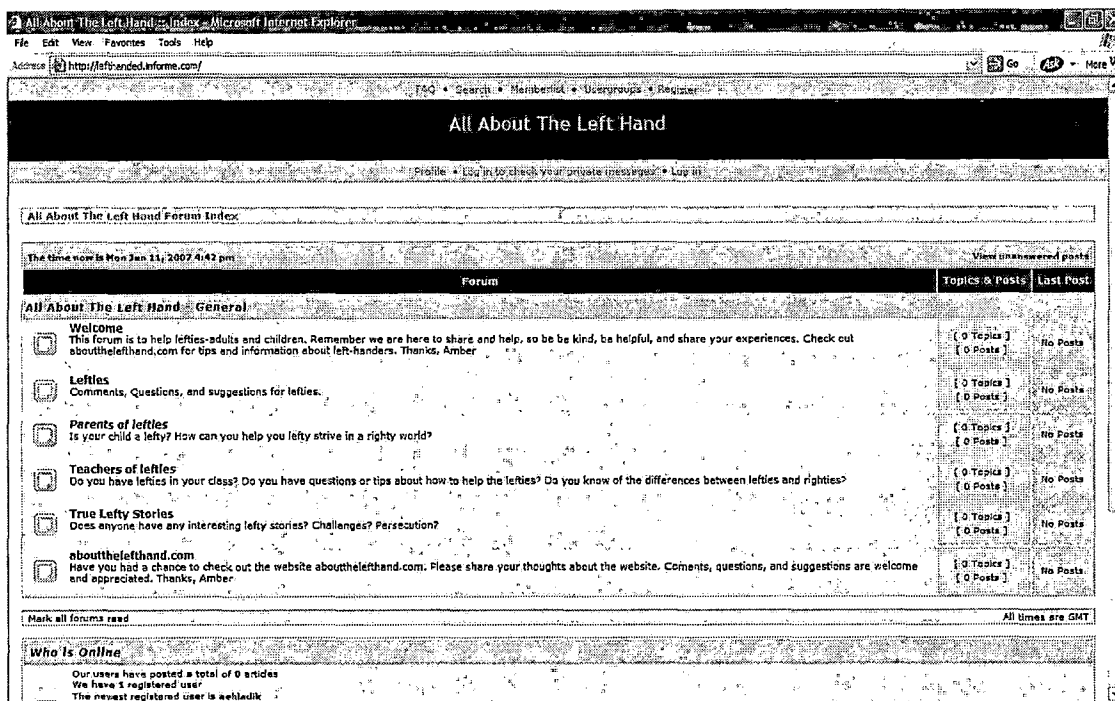 All About The Left Hand :: Index - Microsoft Internet Explorer
File Edit View Favorites Tools Help
Address http://lefthanded.informe.com/ Go Ask More
FAQ • Search • Memberlist • Usergroups • Register
All About The Left Hand
Profile • Log in to check your private messages • Log in
All About The Left Hand Forum Index
The time now is Mon Jun 11, 2007 4:42 pm View unanswered posts
Forum Topics & Posts Last Post
All About The Left Hand - General
Welcome
This forum is to help lefties-adults and children. Remember we are here to share and help, so be be kind, be helpful, and share your experiences. Check out
aboutthelefthand.com for tips and information about left-handers. Thanks, Amber
[ 0 Topics ]
[ 0 Posts ]
No Posts
Lefties
Comments, Questions, and suggestions for lefties.
[ 0 Topics ]
[ 0 Posts ]
No Posts
Parents of lefties
Is your child a lefty? How can you help you lefty strive in a righty world?
[ 0 Topics ]
[ 0 Posts ]
No Posts
Teachers of lefties
Do you have lefties in your class? Do you have questions or tips about how to help the lefties? Do you know of the differences between lefties and righties?
[ 0 Topics ]
[ 0 Posts ]
No Posts
True Lefty Stories
Does anyone have any interesting lefty stories? Challenges? Persecution?
[ 0 Topics ]
[ 0 Posts ]
No Posts
aboutthelefthand.com
Have you had a chance to check out the website aboutthelefthand.com. Please share your thoughts about the website. Coments, questions, and suggestions are welcome
and appreciated. Thanks, Amber
[ 0 Topics ]
[ 0 Posts ]
No Posts
Mark all forums read All times are GMT
Who is Online
Our users have posted a total of 0 articles
We have 1 registered user
The newest registered user is aehladik